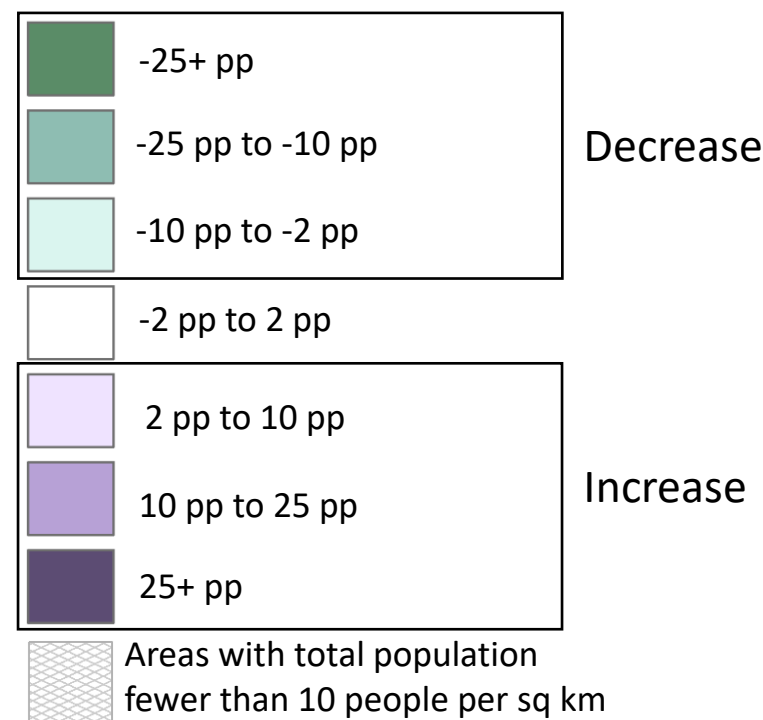 -25+ pp
-25 pp to -10 pp
Decrease
-10 pp to -2 pp
-2 pp to 2 pp
2 pp to 10 pp
10 pp to 25 pp
Increase
25+ pp
Areas with total population
fewer than 10 people per sq km